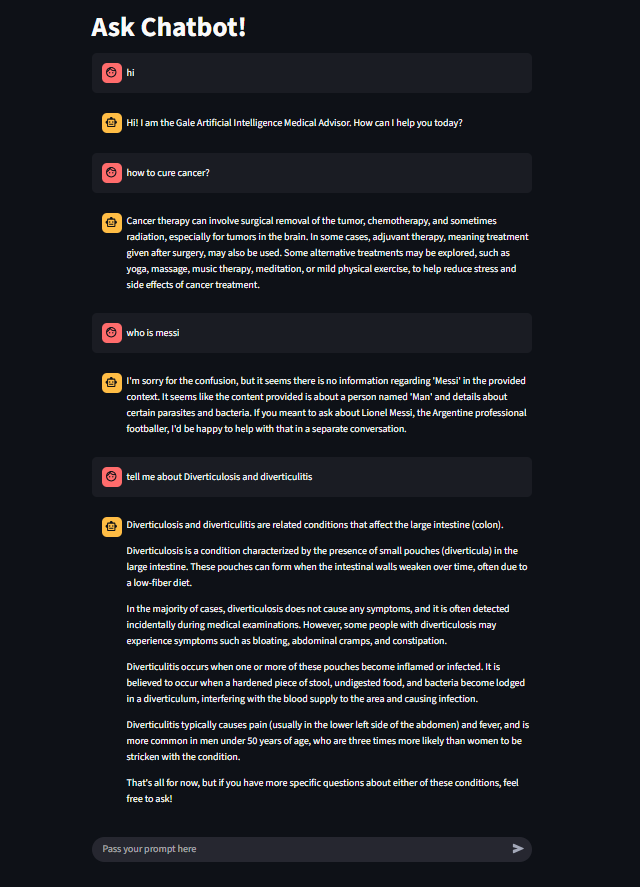 Ask Chatbot!
hi
Hi! I am the Gale Artificial Intelligence Medical Advisor. How can I help you today?
how to cure cancer?
Cancer therapy can involve surgical removal of the tumor, chemotherapy, and sometimes
radiation, especially for tumors in the brain. In some cases, adjuvant therapy, meaning treatment
given after surgery, may also be used. Some alternative treatments may be explored, such as
yoga, massage, music therapy, meditation, or mild physical exercise, to help reduce stress and
side effects of cancer treatment.
who is messi
I'm sorry for the confusion, but it seems there is no information regarding 'Messi' in the provided
context. It seems like the content provided is about a person named 'Man' and details about
certain parasites and bacteria. If you meant to ask about Lionel Messi, the Argentine professional
footballer, I'd be happy to help with that in a separate conversation.
tell me about Diverticulosis and diverticulitis
Diverticulosis and diverticulitis are related conditions that affect the large intestine (colon).
Diverticulosis is a condition characterized by the presence of small pouches (diverticula) in the
large intestine. These pouches can form when the intestinal walls weaken over time, often due to
a low-fiber diet.
In the majority of cases, diverticulosis does not cause any symptoms, and it is often detected
incidentally during medical examinations. However, some people with diverticulosis may
experience symptoms such as bloating, abdominal cramps, and constipation.
Diverticulitis occurs when one or more of these pouches become inflamed or infected. It is
believed to occur when a hardened piece of stool, undigested food, and bacteria become lodged
in a diverticulum, interfering with the blood supply to the area and causing infection.
Diverticulitis typically causes pain (usually in the lower left side of the abdomen) and fever, and is
more common in men under 50 years of age, who are three times more likely than women to be
stricken with the condition.
That's all for now, but if you have more specific questions about either of these conditions, feel
free to ask!
Pass your prompt here